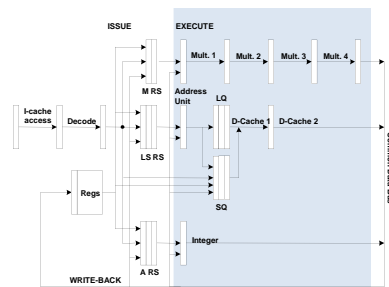 ISSUE
EXECUTE
Mult. 1
Mult. 2
Mult. 3
Mult. 4
M RS
Address
Unit
LQ
I-cache
access
Decode
D-Cache 1
D-Cache 2
LS RS
Regs
SQ
Integer
A RS
WRITE-BACK